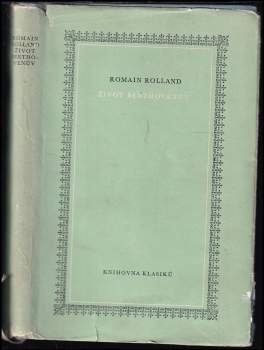 ROMAIN
ROLLAND
ŽIVOT
BEETHO-
VENŮV
ROMAIN ROLLAND
ŽIVOT BEETHOVENŮV
KNIHOVNA KLASIKŮ